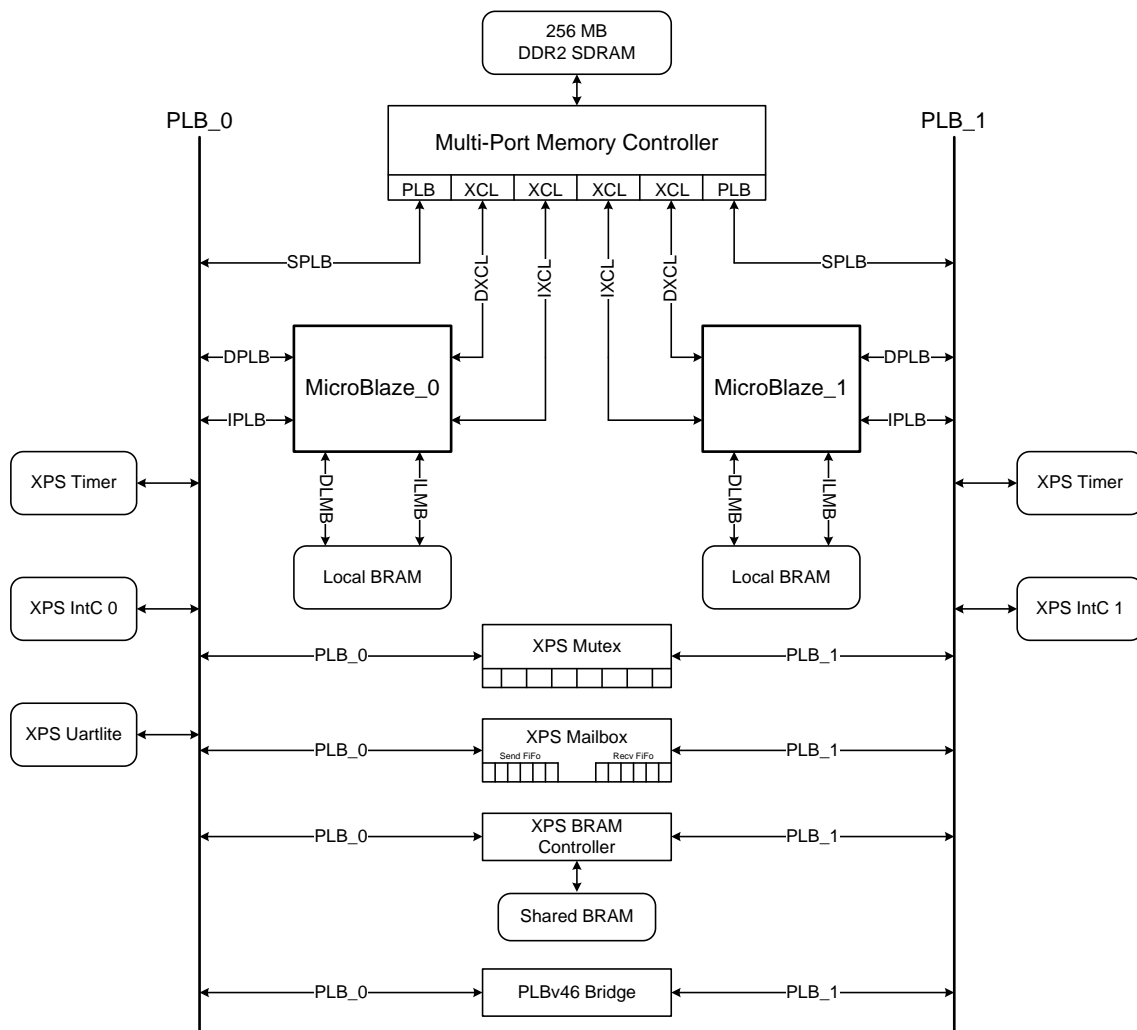 256 MB
DDR2 SDRAM
PLB_0
PLB_1
Multi-Port Memory Controller
PLB XCL XCL XCL XCL PLB
SPLB
SPLB
DXCL
IXCL
IXCL
DXCL
DPLB
MicroBlaze_0
MicroBlaze_1
DPLB
IPLB
IPLB
XPS Timer
DLMB
ILMB
DLMB
ILMB
XPS Timer
Local BRAM
Local BRAM
XPS IntC 0
XPS IntC 1
PLB_0
XPS Mutex
PLB_1
XPS Uartlite
PLB_0
XPS Mailbox
Send FiFo
Recv FiFo
PLB_1
PLB_0
XPS BRAM
Controller
PLB_1
Shared BRAM
PLB_0
PLBv46 Bridge
PLB_1